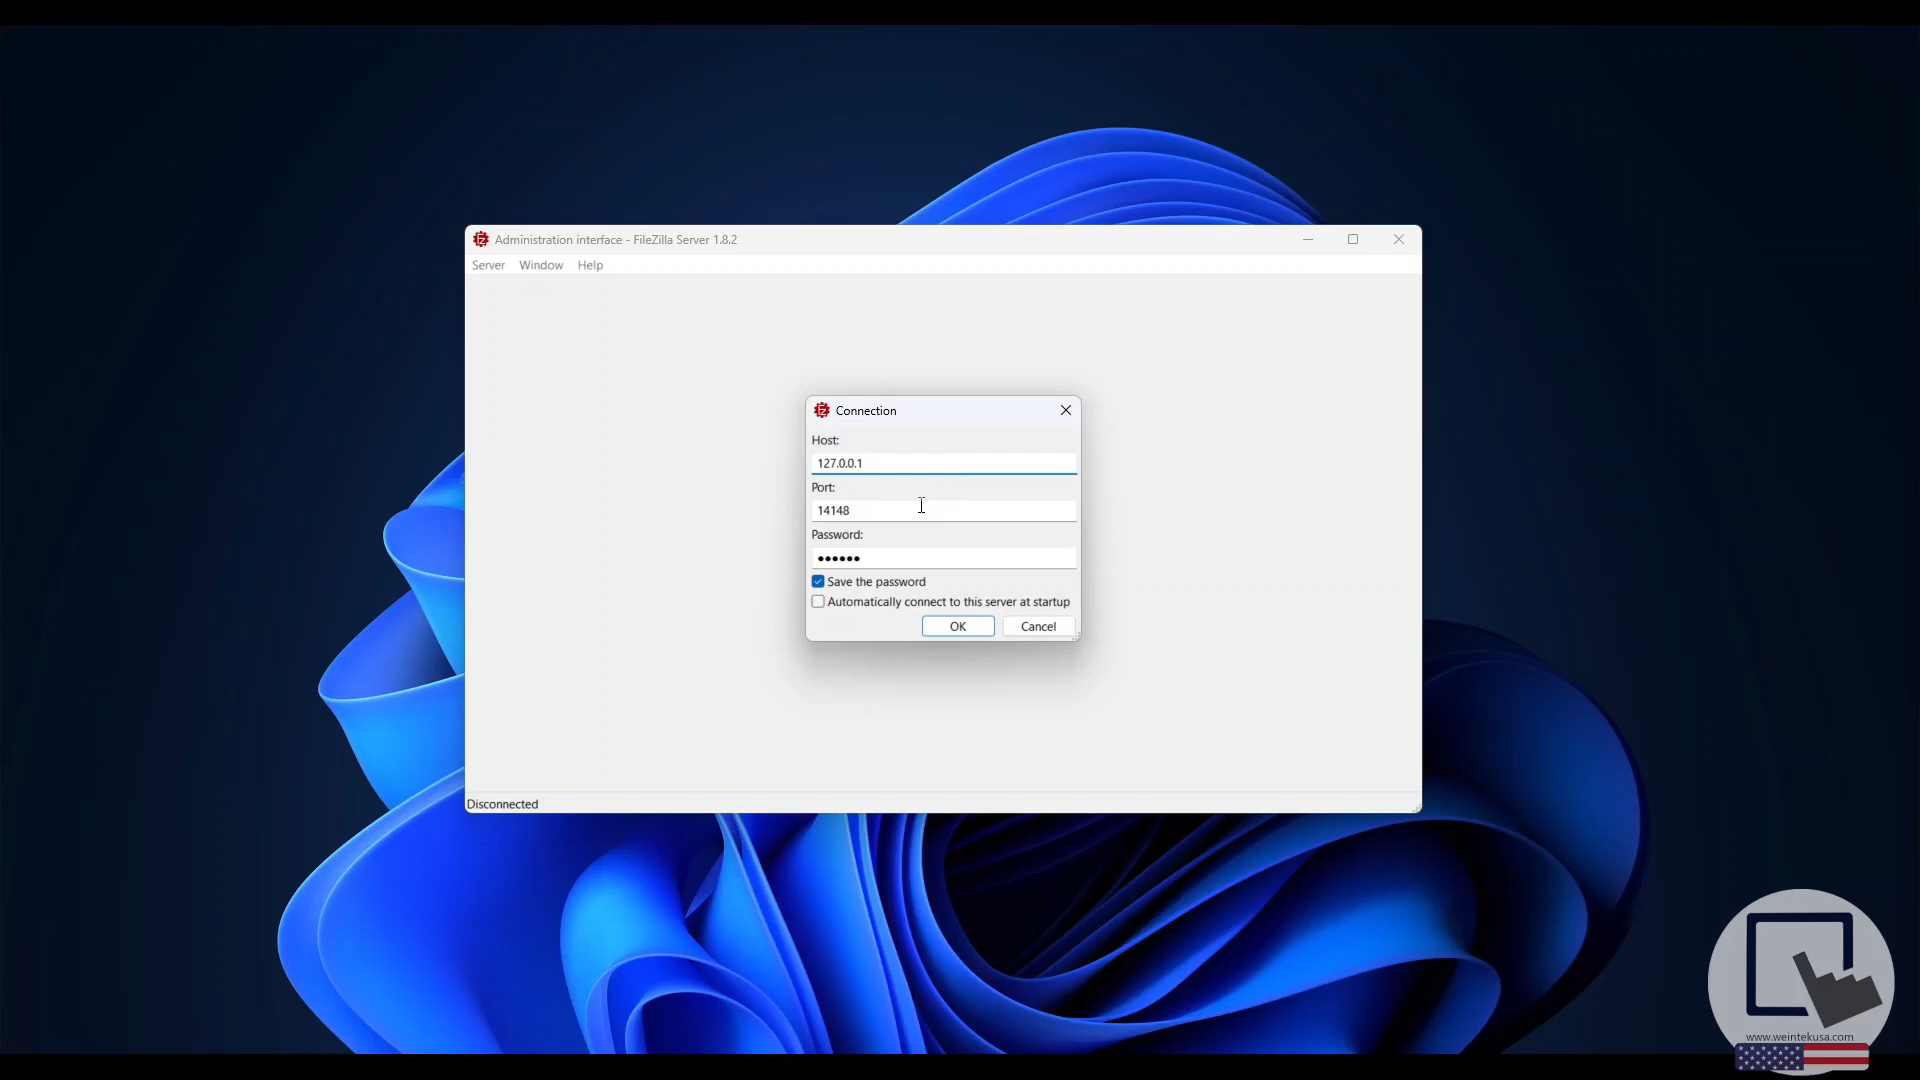 Administration interface - FileZilla Server 1.8.2
Server Window Help
Connection
Host:
127.0.0.1
Port:
14148
Password:
••••••
Save the password
Automatically connect to this server at startup
OK Cancel
Disconnected
www.weintekusa.com